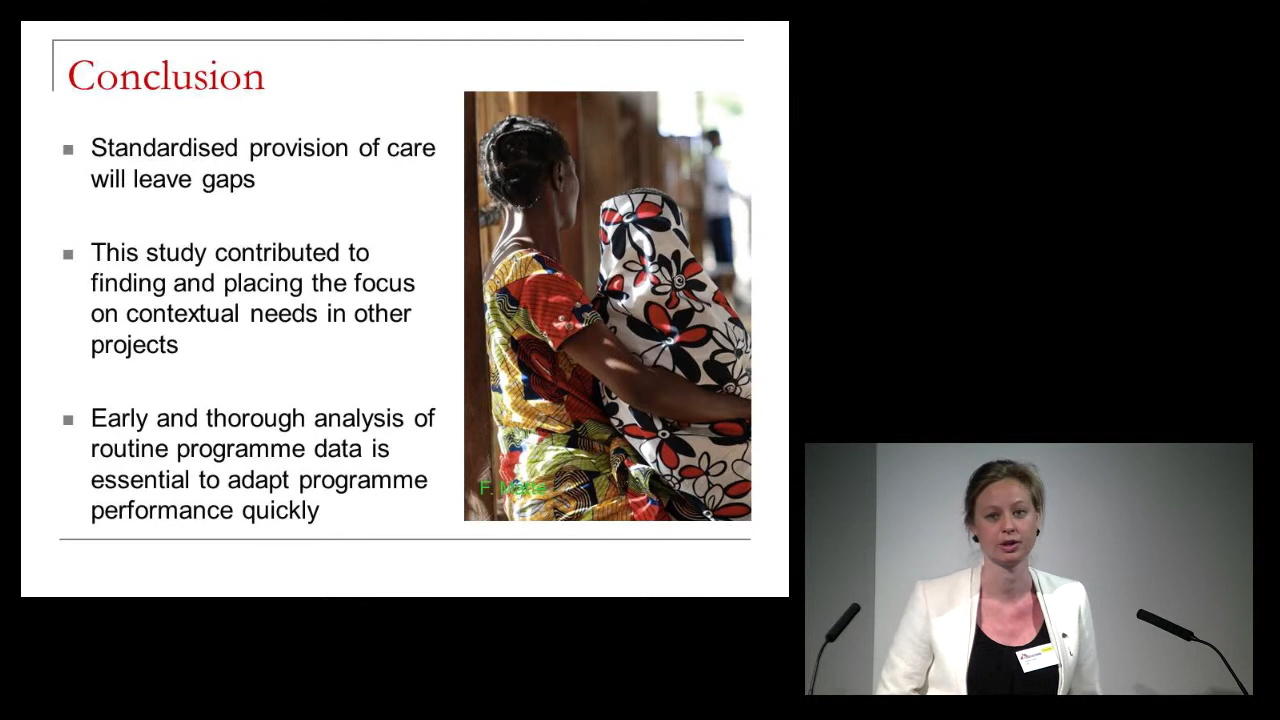 Conclusion
Standardised provision of care
will leave gaps
This study contributed to
finding and placing the focus
on contextual needs in other
projects
Early and thorough analysis of
routine programme data is
essential to adapt programme
performance quickly